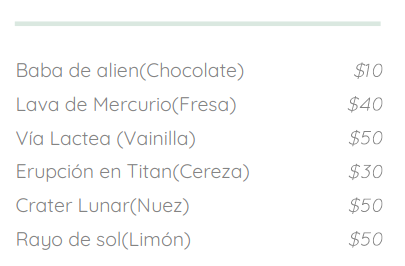 Baba de alien(Chocolate) $10
Lava de Mercurio(Fresa) $40
Vía Lactea (Vainilla) $50
Erupción en Titan(Cereza) $30
Crater Lunar(Nuez) $50
Rayo de sol(Limón) $50